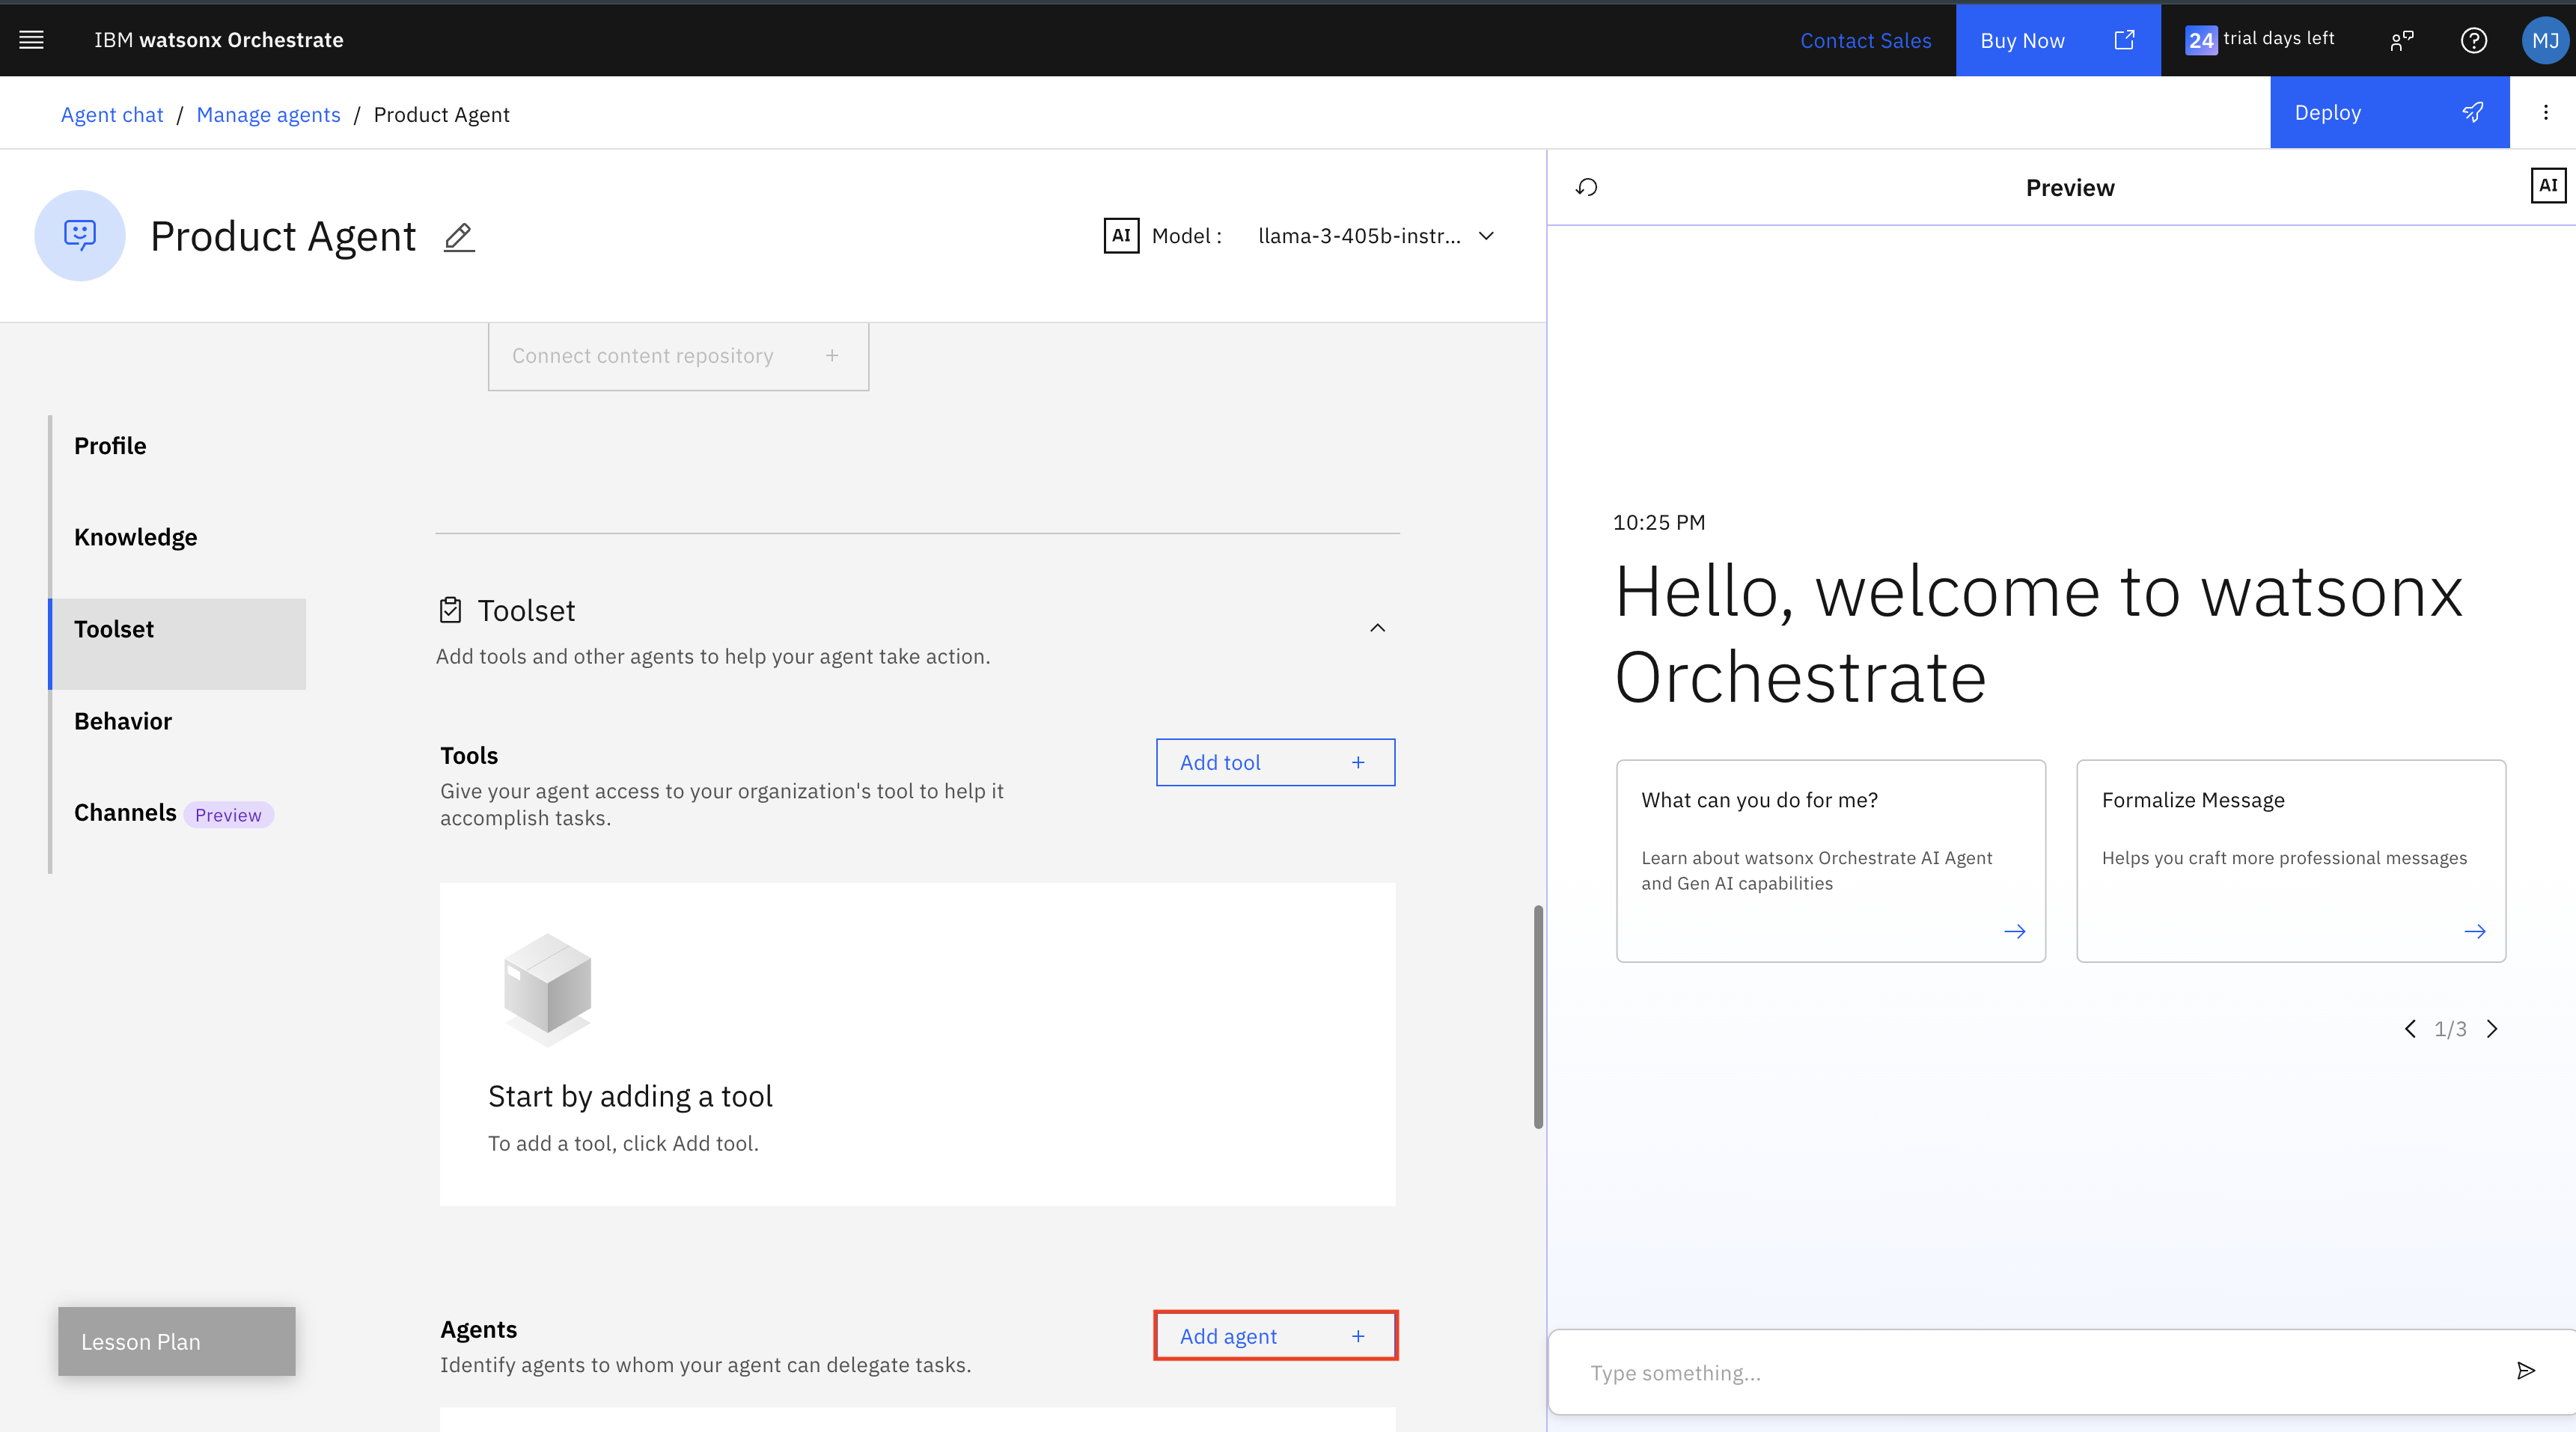 IBM watsonx Orchestrate
Contact Sales
Buy Now
24 trial days left
MJ
Agent chat / Manage agents / Product Agent
Deploy
Product Agent
AI Model : llama-3-405b-instr...
Preview
AI
Connect content repository +
Profile
Knowledge
Toolset
Behavior
Channels Preview
Toolset
Add tools and other agents to help your agent take action.
Tools
Add tool +
Give your agent access to your organization's tool to help it
accomplish tasks.
Start by adding a tool
To add a tool, click Add tool.
Agents
Add agent +
Identify agents to whom your agent can delegate tasks.
Lesson Plan
10:25 PM
Hello, welcome to watsonx
Orchestrate
What can you do for me?
Learn about watsonx Orchestrate AI Agent
and Gen AI capabilities
Formalize Message
Helps you craft more professional messages
1/3
Type something...